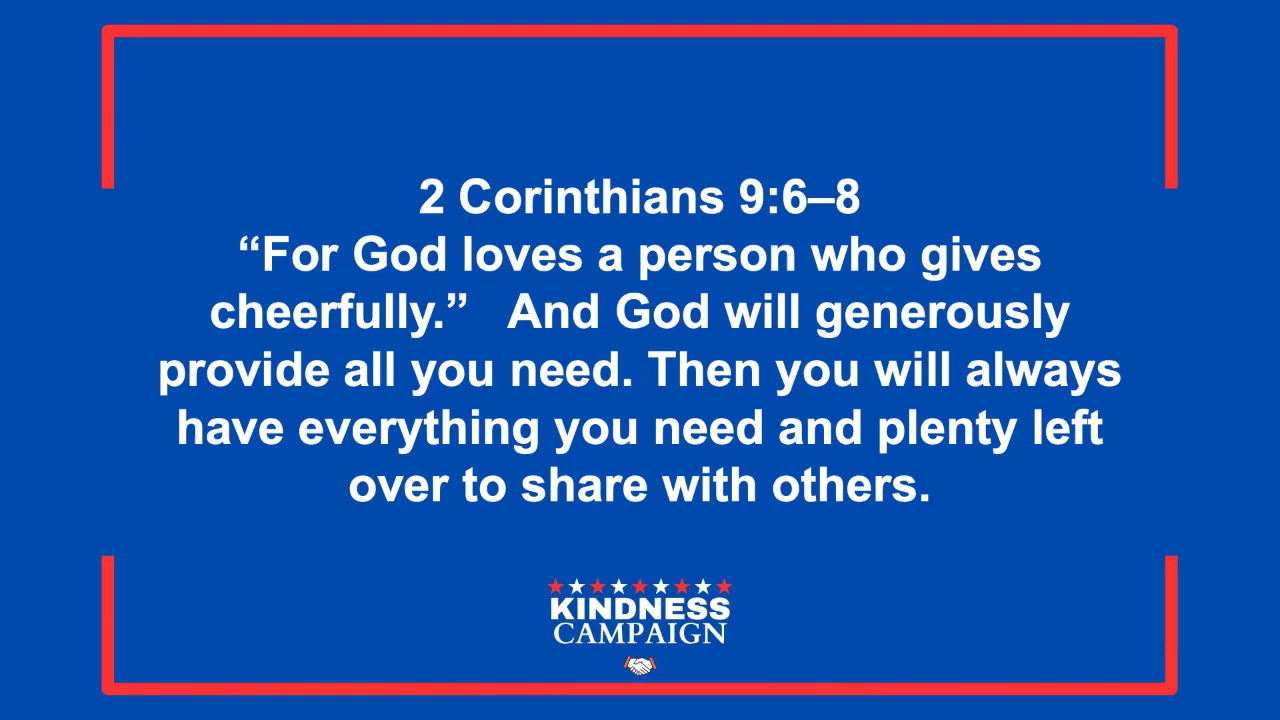 2 Corinthians 9:6–8
“For God loves a person who gives
cheerfully.”   And God will generously
provide all you need. Then you will always
have everything you need and plenty left
over to share with others.
KINDNESS
CAMPAIGN